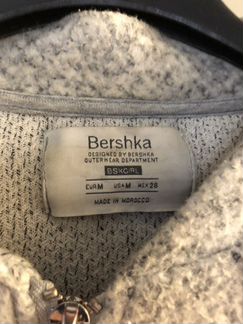 Bershka
DESIGNED BY BERSHKA
OUTERWEAR DEPARTMENT
BSKGIRL
EUR M USA M MEX 28
MADE IN MOROCCO